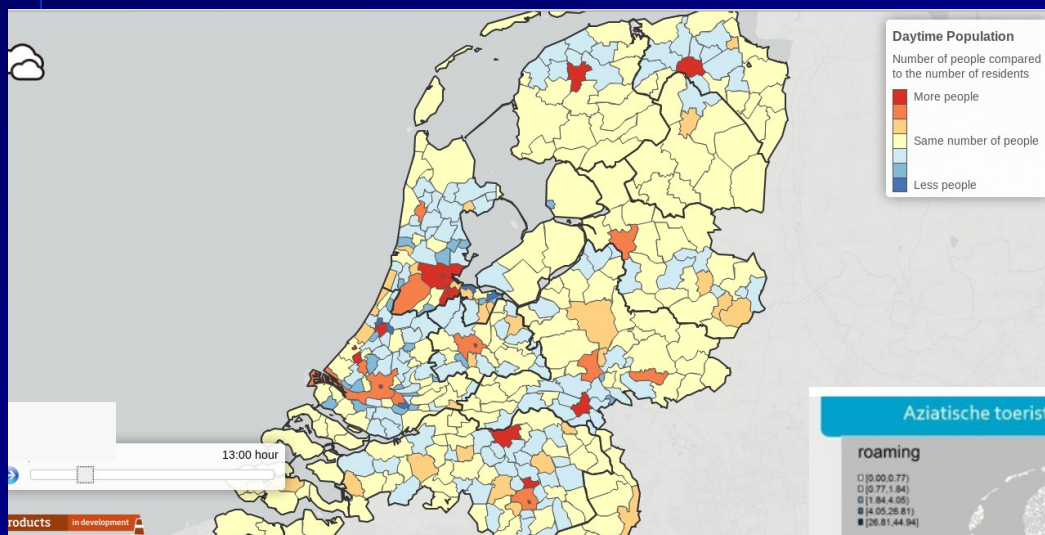 Daytime Population
Number of people compared
to the number of residents
More people
Same number of people
Less people
13:00 hour
roducts
in development
Aziatische toerist
roaming
[0.00,0.77)
[0.77,1.84)
[1.84,4.05)
[4.05,26.81)
[26.81,44.94]